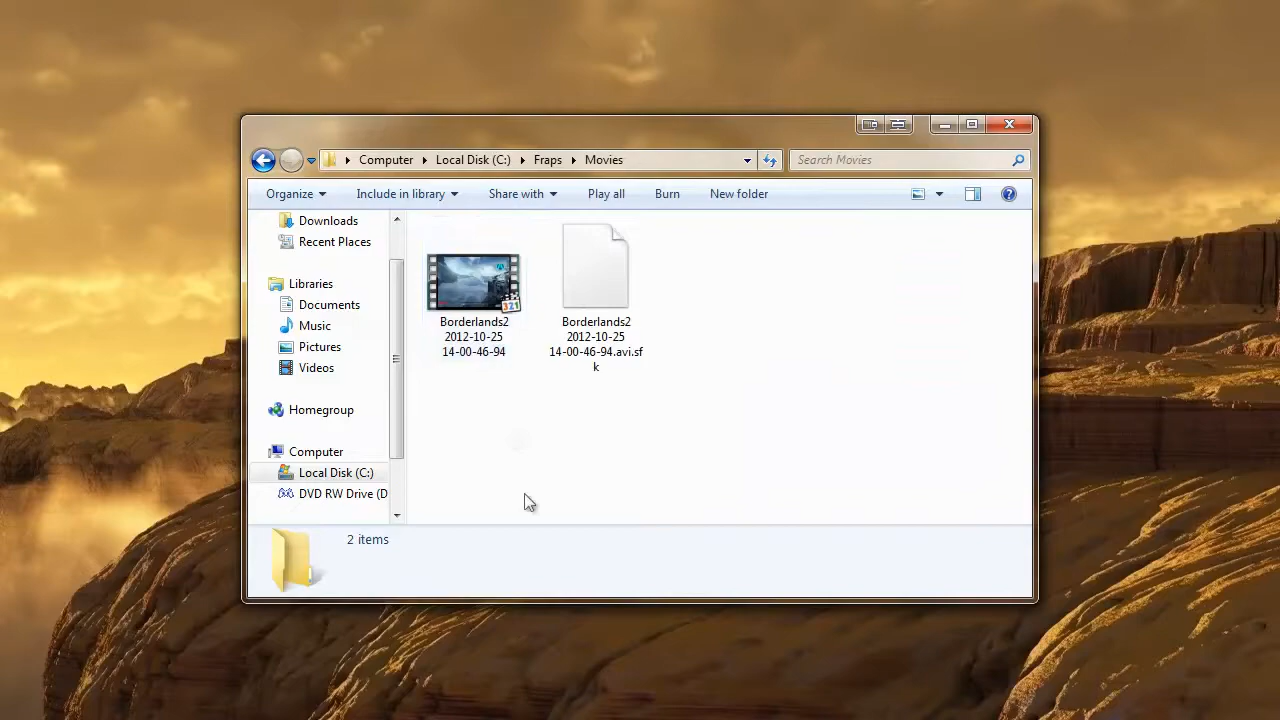 Computer Local Disk (C:) Fraps Movies
Search Movies
Organize Include in library Share with Play all Burn New folder
Downloads
Recent Places
Libraries
Documents
Music
Pictures
Videos
Homegroup
Computer
Local Disk (C:)
DVD RW Drive (D
Borderlands2
2012-10-25
14-00-46-94
321
Borderlands2
2012-10-25
14-00-46-94.avi.sf
k
2 items